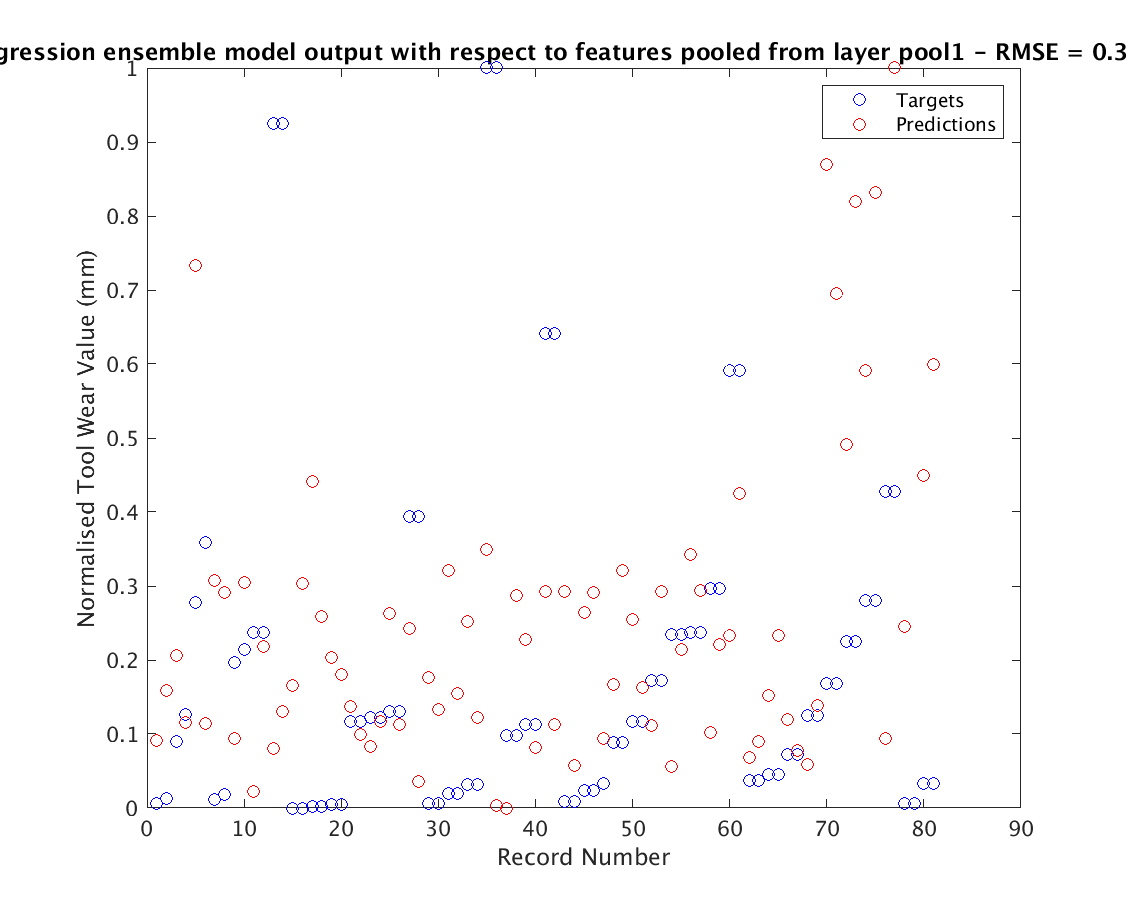 gression ensemble model output with respect to features pooled from layer pool1 – RMSE = 0.3
1
0.9
0.8
0.7
0.6
0.5
0.4
0.3
0.2
0.1
0
Normalised Tool Wear Value (mm)
Targets
Predictions
0 10 20 30 40 50 60 70 80 90
Record Number